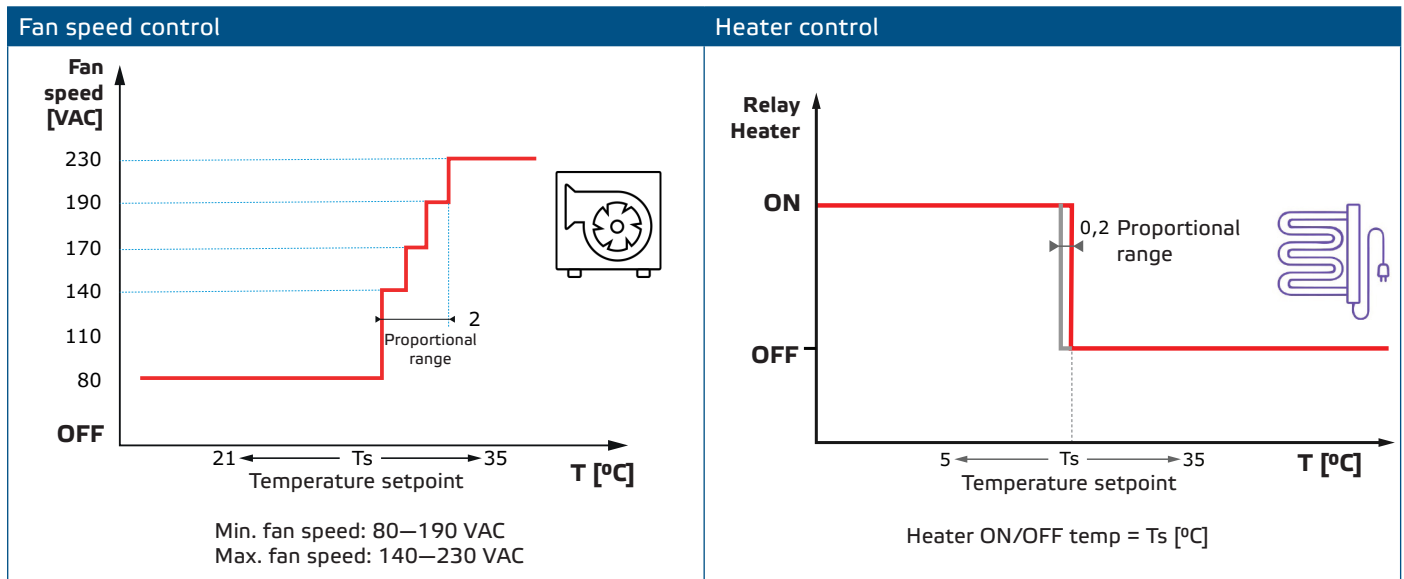 Fan speed control
Fan
speed
[VAC]
230
190
170
140
110
80
OFF
2
Proportional
range
21
Ts
35
T [ºC]
Temperature setpoint
Min. fan speed: 80—190 VAC
Max. fan speed: 140—230 VAC
Heater control
Relay
Heater
ON
0,2 Proportional
range
OFF
5
Ts
35
T [ºC]
Temperature setpoint
Heater ON/OFF temp = Ts [ºC]